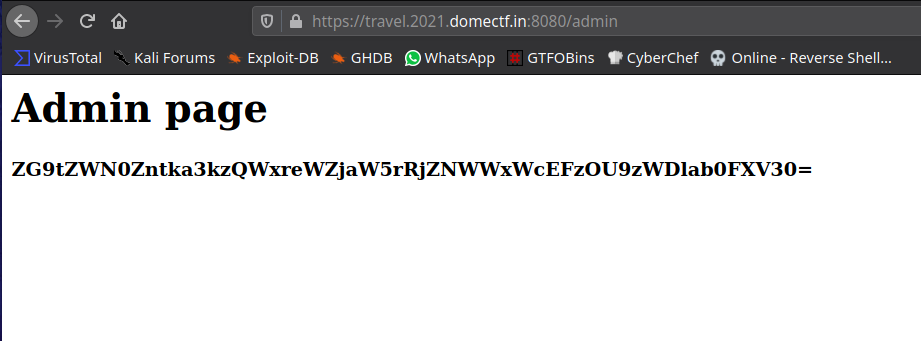 https://travel.2021.domectf.in:8080/admin
VirusTotal Kali Forums Exploit-DB GHDB WhatsApp GTFOBins CyberChef Online - Reverse Shell...
Admin page
ZG9tZWN0Zntka3kzQWxreWZjaW5rRjZNWWxWcEFzOU9zWDlab0FXV30=